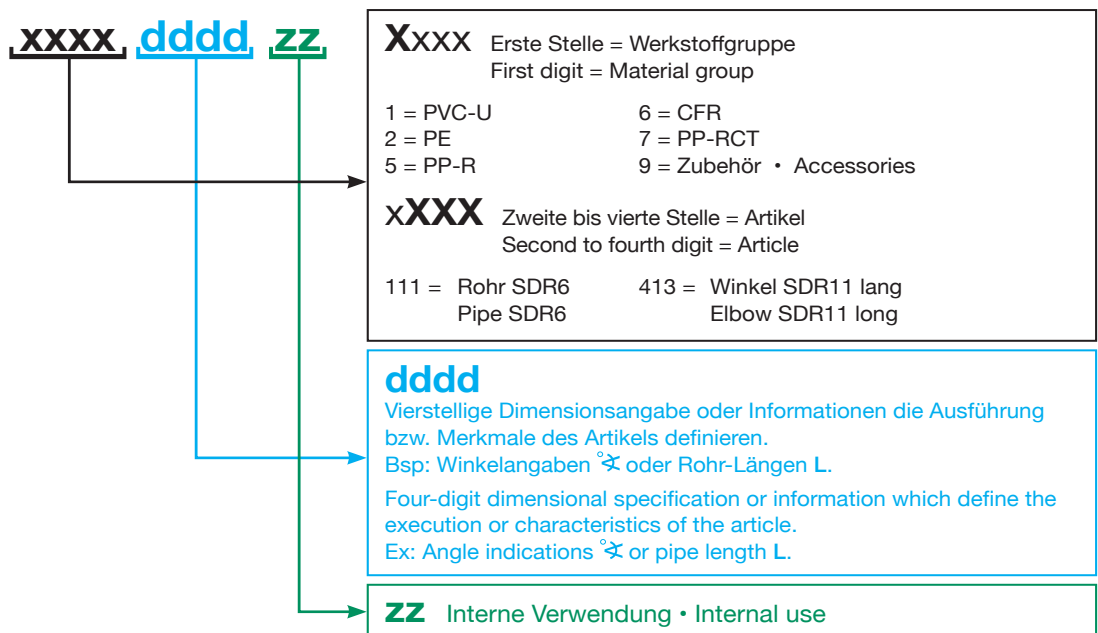 xxxx dddd zz
Xxxx Erste Stelle = Werkstoffgruppe
First digit = Material group
1 = PVC-U 6 = CFR
2 = PE 7 = PP-RCT
5 = PP-R 9 = Zubehör • Accessories
xXXX Zweite bis vierte Stelle = Artikel
Second to fourth digit = Article
111 = Rohr SDR6 413 = Winkel SDR11 lang
Pipe SDR6 Elbow SDR11 long
dddd
Vierstellige Dimensionsangabe oder Informationen die Ausführung
bzw. Merkmale des Artikels definieren.
Bsp: Winkelangaben °∢ oder Rohr-Längen L.
Four-digit dimensional specification or information which define the
execution or characteristics of the article.
Ex: Angle indications °∢ or pipe length L.
zz Interne Verwendung • Internal use